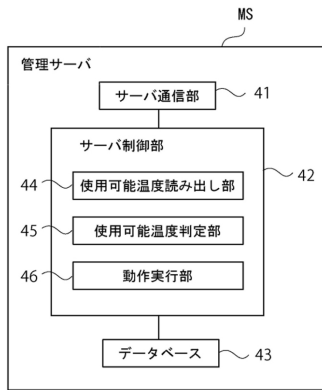 MS
管理サーバ
サーバ通信部
41
サーバ制御部
42
44
使用可能温度読み出し部
45
使用可能温度判定部
46
動作実行部
データベース
43